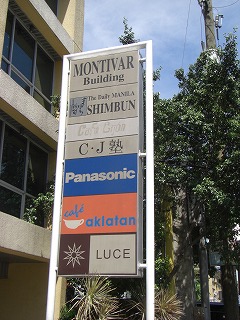 MONTIVAR
Building
The Daily MANILA
SHIMBUN
C·J 塾
Panasonic
café
aklatan
LUCE